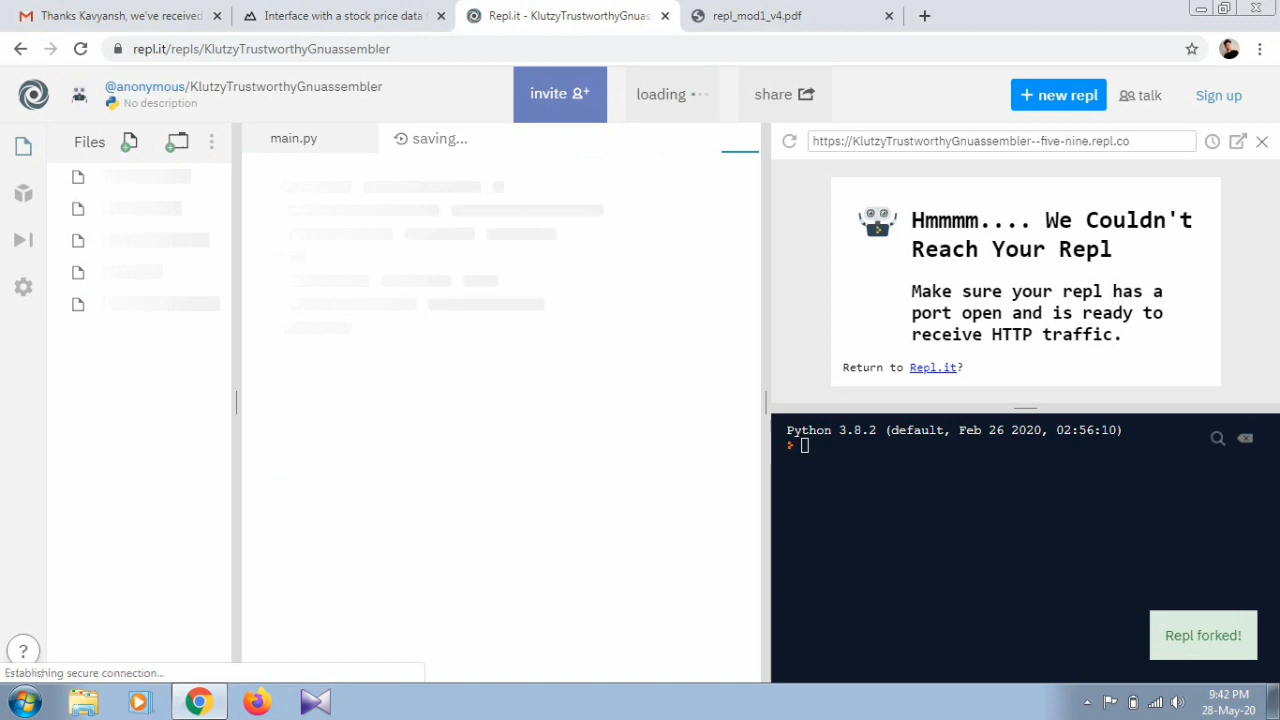 Thanks Kavyansh, we've received
Interface with a stock price data f
Repl.it - KlutzyTrustworthyGnuas
repl_mod1_v4.pdf
repl.it/repls/KlutzyTrustworthyGnuassembler
@anonymous/KlutzyTrustworthyGnuassembler
No description
invite
loading
share
+ new repl
talk
Sign up
Files
main.py
saving...
https://KlutzyTrustworthyGnuassembler--five-nine.repl.co
Hmmmm.... We Couldn't
Reach Your Repl
Make sure your repl has a
port open and is ready to
receive HTTP traffic.
Return to Repl.it?
Python 3.8.2 (default, Feb 26 2020, 02:56:10)
Repl forked!
?
Establishing secure connection...
9:42 PM
28-May-20